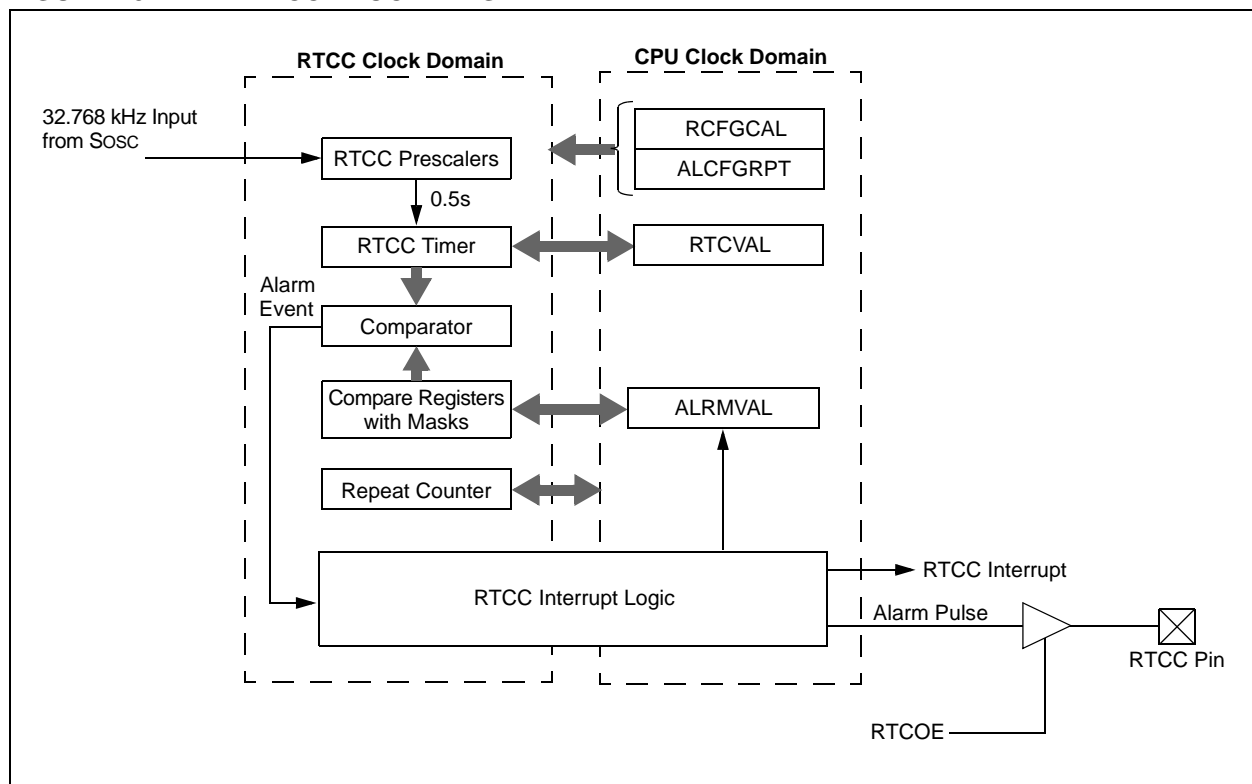 RTCC Clock Domain
CPU Clock Domain
32.768 kHz Input
from SOSC
RCFGCAL
ALCFGRPT
RTCC Prescalers
0.5s
RTCC Timer
RTCVAL
Alarm
Event
Comparator
Compare Registers
with Masks
ALRMVAL
Repeat Counter
RTCC Interrupt Logic
RTCC Interrupt
Alarm Pulse
RTCC Pin
RTCOE